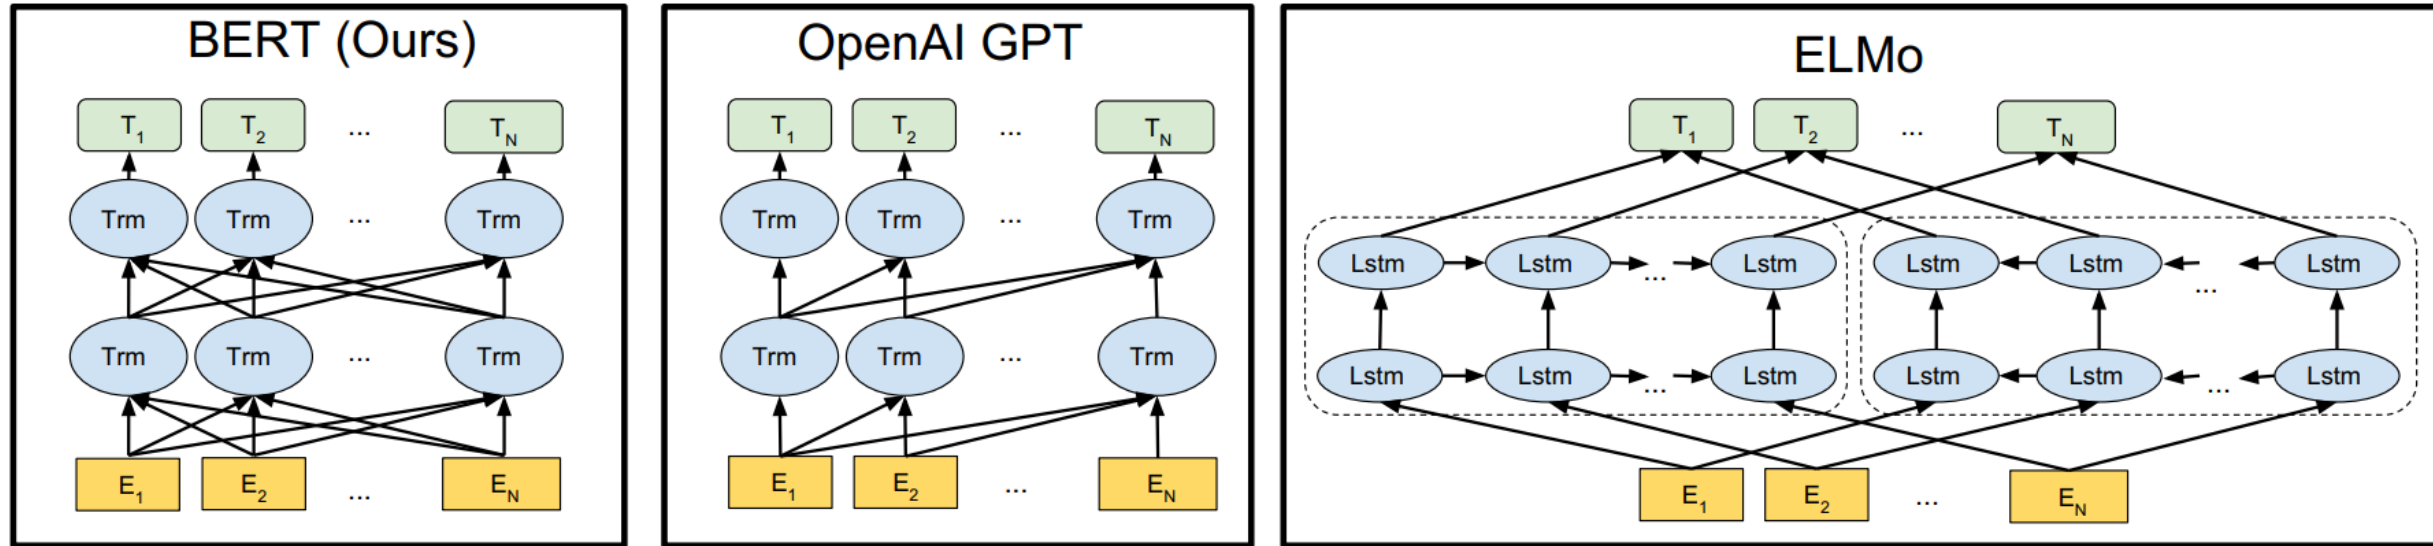 BERT (Ours)
T1 T2 ... TN
Trm Trm ... Trm
Trm Trm ... Trm
E1 E2 ... EN
OpenAI GPT
T1 T2 ... TN
Trm Trm ... Trm
Trm Trm ... Trm
E1 E2 ... EN
ELMo
T1 T2 ... TN
Lstm Lstm ... Lstm Lstm Lstm ... Lstm
Lstm Lstm ... Lstm Lstm Lstm ... Lstm
E1 E2 ... EN